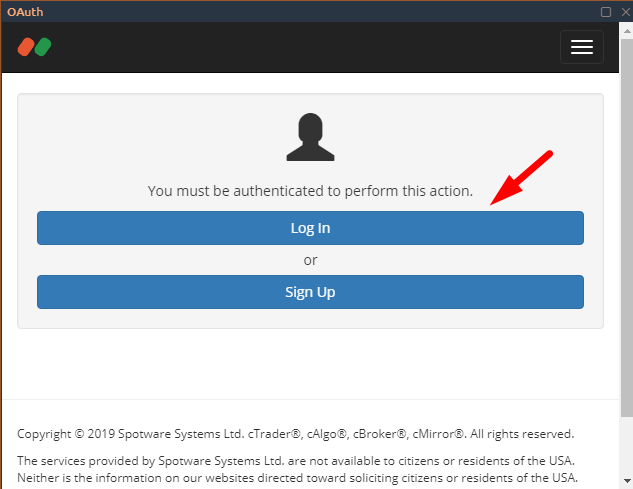 OAuth
You must be authenticated to perform this action.
Log In
or
Sign Up
Copyright © 2019 Spotware Systems Ltd. cTrader®, cAlgo®, cBroker®, cMirror®. All rights reserved.
The services provided by Spotware Systems Ltd. are not available to citizens or residents of the USA.
Neither is the information on our websites directed toward soliciting citizens or residents of the USA.